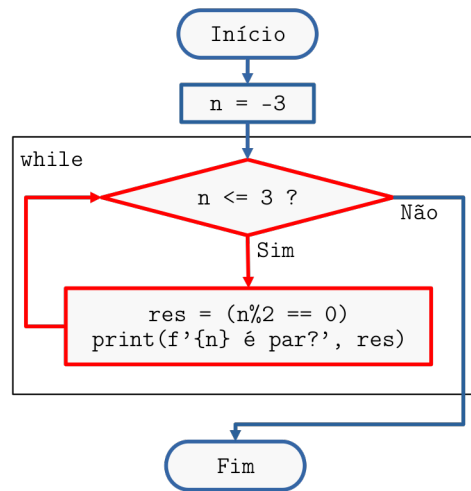 Início
n = -3
while
n <= 3 ?
Não
Sim
res = (n%2 == 0)
print(f’{n} é par?’, res)
Fim